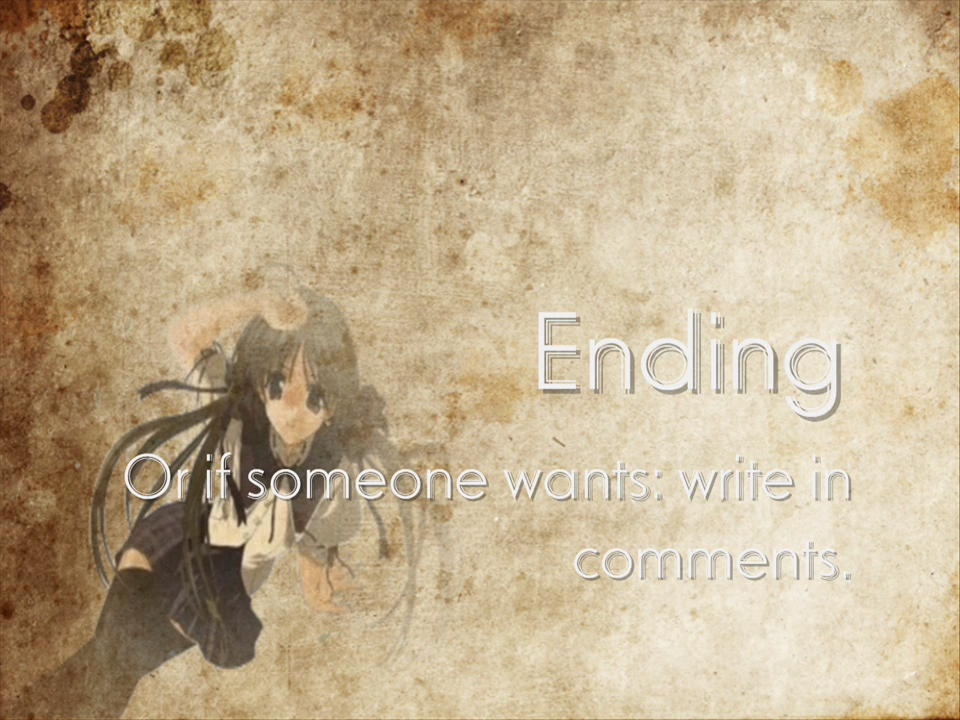 Ending
Or if someone wants: write in
comments.